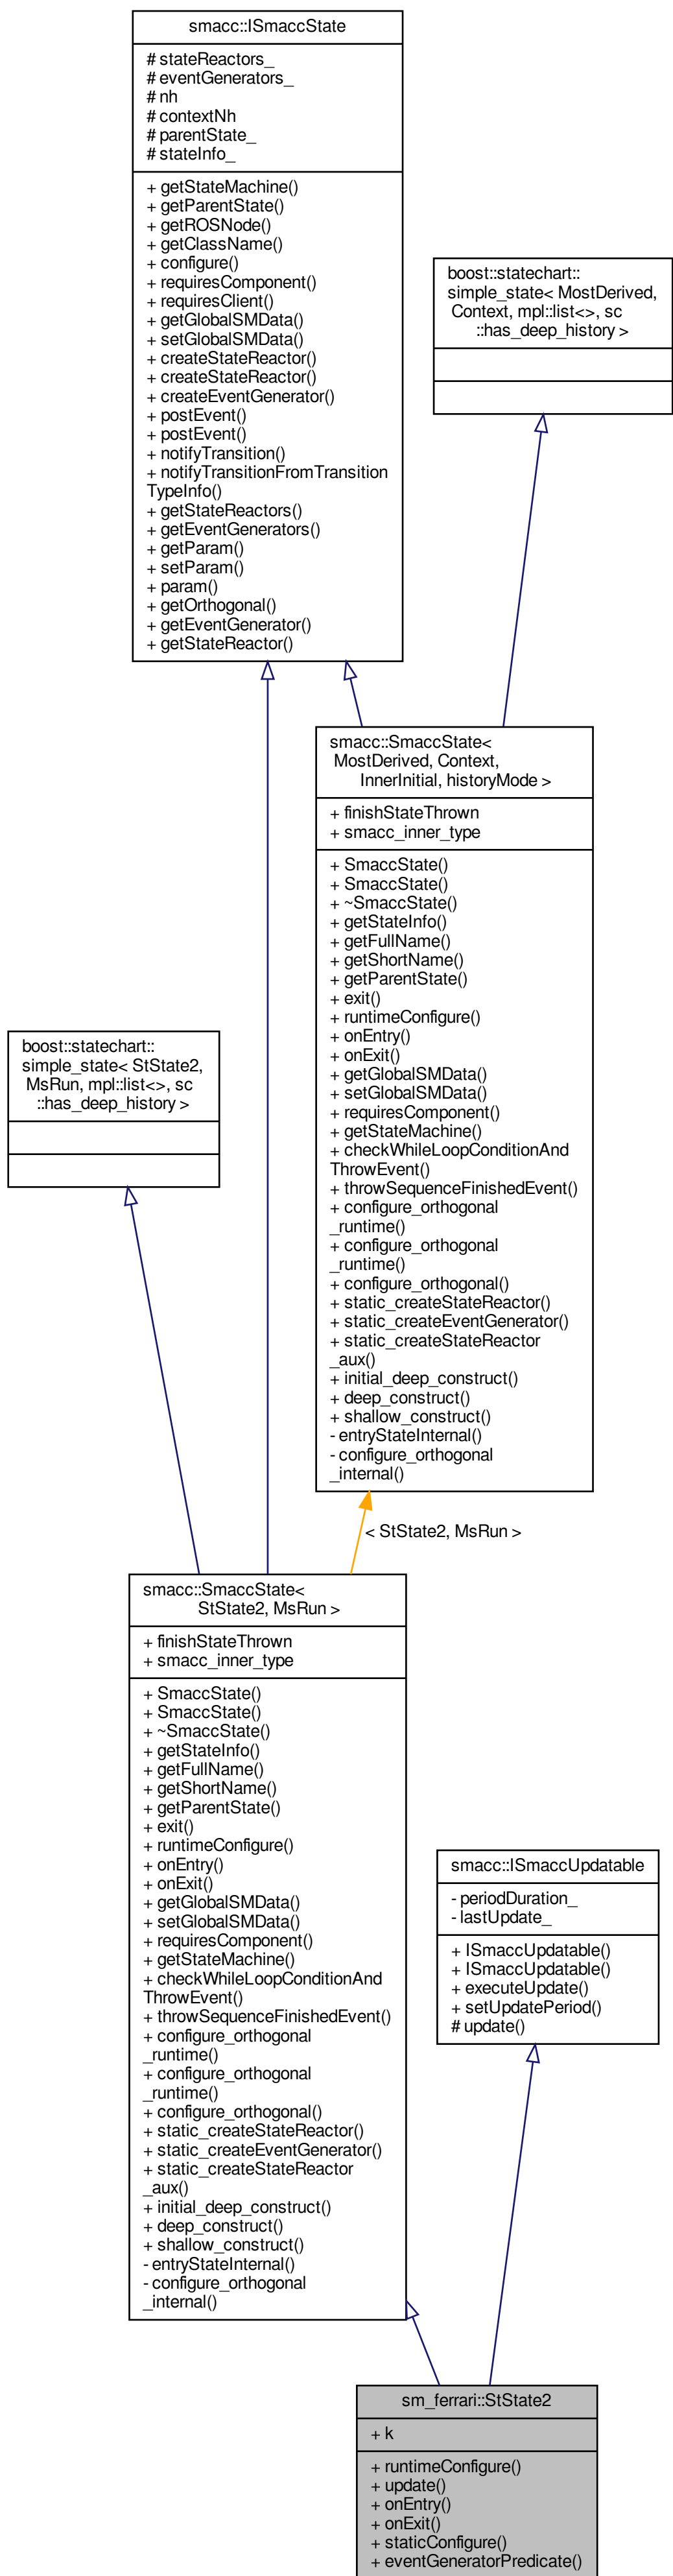 smacc::ISmaccState
# stateReactors_
# eventGenerators_
# nh
# contextNh
# parentState_
# stateInfo_
+ getStateMachine()
+ getParentState()
+ getROSNode()
+ getClassName()
+ configure()
+ requiresComponent()
+ requiresClient()
+ getGlobalSMData()
+ setGlobalSMData()
+ createStateReactor()
+ createStateReactor()
+ createEventGenerator()
+ postEvent()
+ postEvent()
+ notifyTransition()
+ notifyTransitionFromTransition
TypeInfo()
+ getStateReactors()
+ getEventGenerators()
+ getParam()
+ setParam()
+ param()
+ getOrthogonal()
+ getEventGenerator()
+ getStateReactor()
boost::statechart::
simple_state< MostDerived,
Context, mpl::list<>, sc
::has_deep_history >
smacc::SmaccState<
MostDerived, Context,
InnerInitial, historyMode >
+ finishStateThrown
+ smacc_inner_type
+ SmaccState()
+ SmaccState()
+ ~SmaccState()
+ getStateInfo()
+ getFullName()
+ getShortName()
+ getParentState()
+ exit()
+ runtimeConfigure()
+ onEntry()
+ onExit()
+ getGlobalSMData()
+ setGlobalSMData()
+ requiresComponent()
+ getStateMachine()
+ checkWhileLoopConditionAnd
ThrowEvent()
+ throwSequenceFinishedEvent()
+ configure_orthogonal
_runtime()
+ configure_orthogonal
_runtime()
+ configure_orthogonal()
+ static_createStateReactor()
+ static_createEventGenerator()
+ static_createStateReactor
_aux()
+ initial_deep_construct()
+ deep_construct()
+ shallow_construct()
- entryStateInternal()
- configure_orthogonal
_internal()
boost::statechart::
simple_state< StState2,
MsRun, mpl::list<>, sc
::has_deep_history >
< StState2, MsRun >
smacc::SmaccState<
StState2, MsRun >
+ finishStateThrown
+ smacc_inner_type
+ SmaccState()
+ SmaccState()
+ ~SmaccState()
+ getStateInfo()
+ getFullName()
+ getShortName()
+ getParentState()
+ exit()
+ runtimeConfigure()
+ onEntry()
+ onExit()
+ getGlobalSMData()
+ setGlobalSMData()
+ requiresComponent()
+ getStateMachine()
+ checkWhileLoopConditionAnd
ThrowEvent()
+ throwSequenceFinishedEvent()
+ configure_orthogonal
_runtime()
+ configure_orthogonal
_runtime()
+ configure_orthogonal()
+ static_createStateReactor()
+ static_createEventGenerator()
+ static_createStateReactor
_aux()
+ initial_deep_construct()
+ deep_construct()
+ shallow_construct()
- entryStateInternal()
- configure_orthogonal
_internal()
smacc::ISmaccUpdatable
- periodDuration_
- lastUpdate_
+ ISmaccUpdatable()
+ ISmaccUpdatable()
+ executeUpdate()
+ setUpdatePeriod()
# update()
sm_ferrari::StState2
+ k
+ runtimeConfigure()
+ update()
+ onEntry()
+ onExit()
+ staticConfigure()
+ eventGeneratorPredicate()